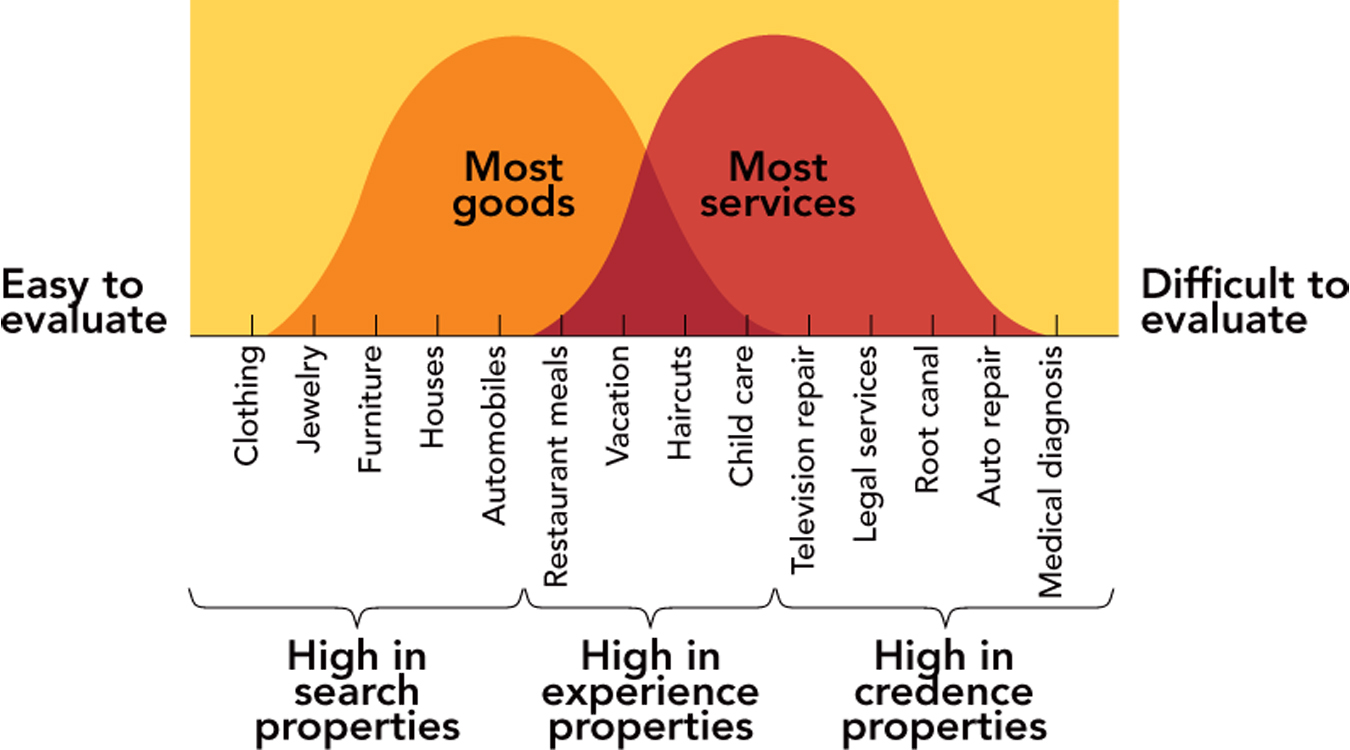 Most
goods
Most
services
Easy to
evaluate
Difficult to
evaluate
Clothing
Jewelry
Furniture
Houses
Automobiles
Restaurant meals
Vacation
Haircuts
Child care
Television repair
Legal services
Root canal
Auto repair
Medical diagnosis
High in
search
properties
High in
experience
properties
High in
credence
properties